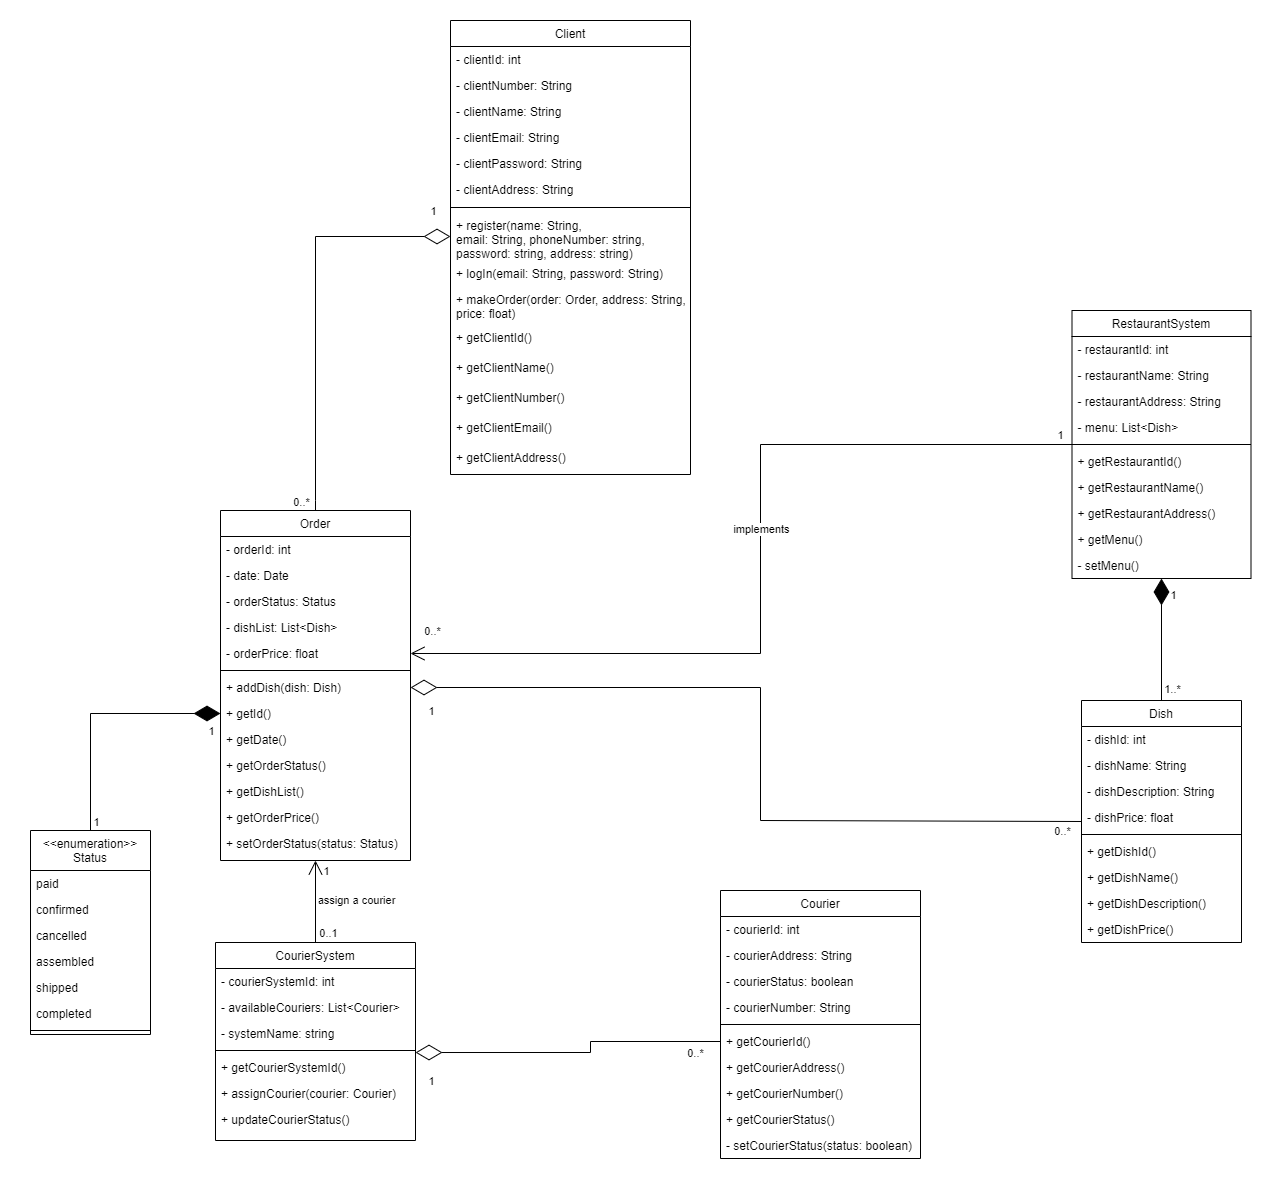 Client
- clientId: int
- clientNumber: String
- clientName: String
- clientEmail: String
- clientPassword: String
- clientAddress: String
1
+ register(name: String,
email: String, phoneNumber: string,
password: string, address: string)
+ logIn(email: String, password: String)
+ makeOrder(order: Order, address: String,
price: float)
+ getClientId()
+ getClientName()
+ getClientNumber()
+ getClientEmail()
+ getClientAddress()
RestaurantSystem
- restaurantId: int
- restaurantName: String
- restaurantAddress: String
- menu: List<Dish>
1
+ getRestaurantId()
+ getRestaurantName()
+ getRestaurantAddress()
+ getMenu()
- setMenu()
1
implements
0..*
Order
- orderId: int
- date: Date
- orderStatus: Status
- dishList: List<Dish>
- orderPrice: float
0..*
+ addDish(dish: Dish)
+ getId()
+ getDate()
+ getOrderStatus()
+ getDishList()
+ getOrderPrice()
+ setOrderStatus(status: Status)
1
1
1..*
Dish
- dishId: int
- dishName: String
- dishDescription: String
- dishPrice: float
0..*
+ getDishId()
+ getDishName()
+ getDishDescription()
+ getDishPrice()
1
<<enumeration>>
Status
paid
confirmed
cancelled
assembled
shipped
completed
1
assign a courier
0..1
CourierSystem
- courierSystemId: int
- availableCouriers: List<Courier>
- systemName: string
+ getCourierSystemId()
+ assignCourier(courier: Courier)
+ updateCourierStatus()
1
0..*
Courier
- courierId: int
- courierAddress: String
- courierStatus: boolean
- courierNumber: String
+ getCourierId()
+ getCourierAddress()
+ getCourierNumber()
+ getCourierStatus()
- setCourierStatus(status: boolean)